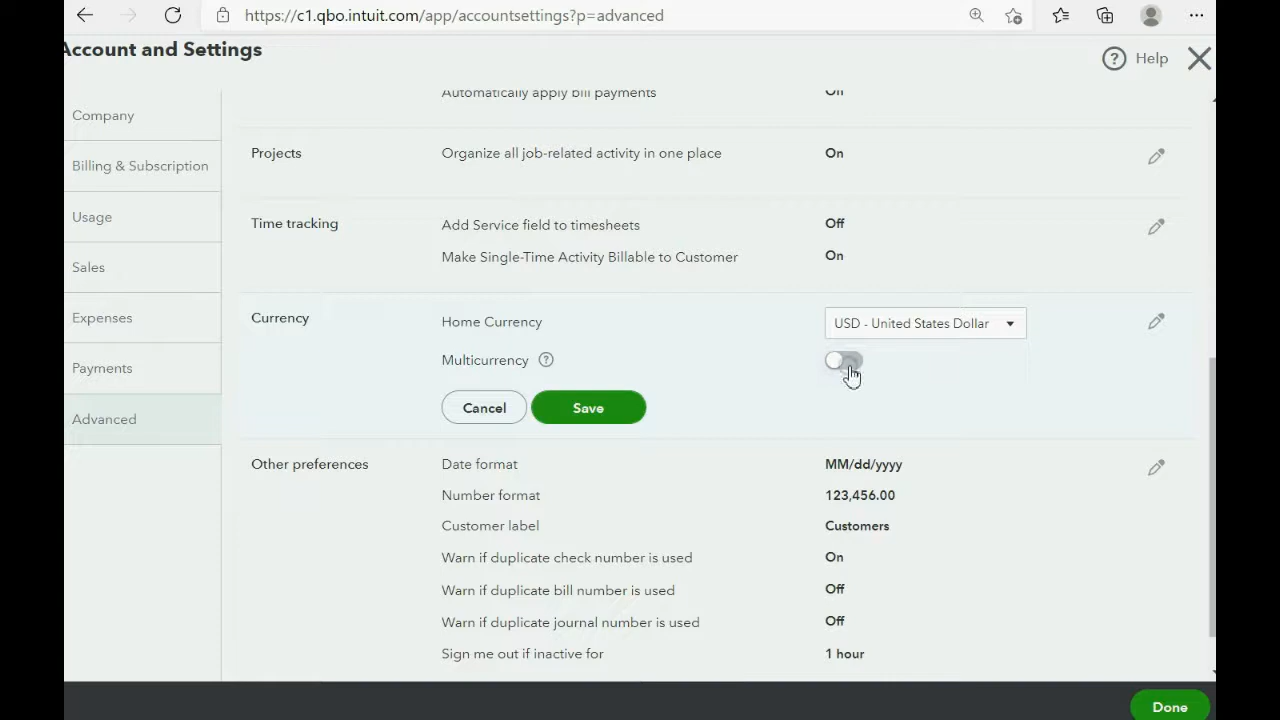 https://c1.qbo.intuit.com/app/accountsettings?p=advanced
Account and Settings
Help
Company
Billing & Subscription
Usage
Sales
Expenses
Payments
Advanced
Automatically apply bill payments On
Projects Organize all job-related activity in one place On
Time tracking Add Service field to timesheets Off
Make Single-Time Activity Billable to Customer On
Currency Home Currency USD - United States Dollar
Multicurrency ?
Cancel Save
Other preferences Date format MM/dd/yyyy
Number format 123,456.00
Customer label Customers
Warn if duplicate check number is used On
Warn if duplicate bill number is used Off
Warn if duplicate journal number is used Off
Sign me out if inactive for 1 hour
Done